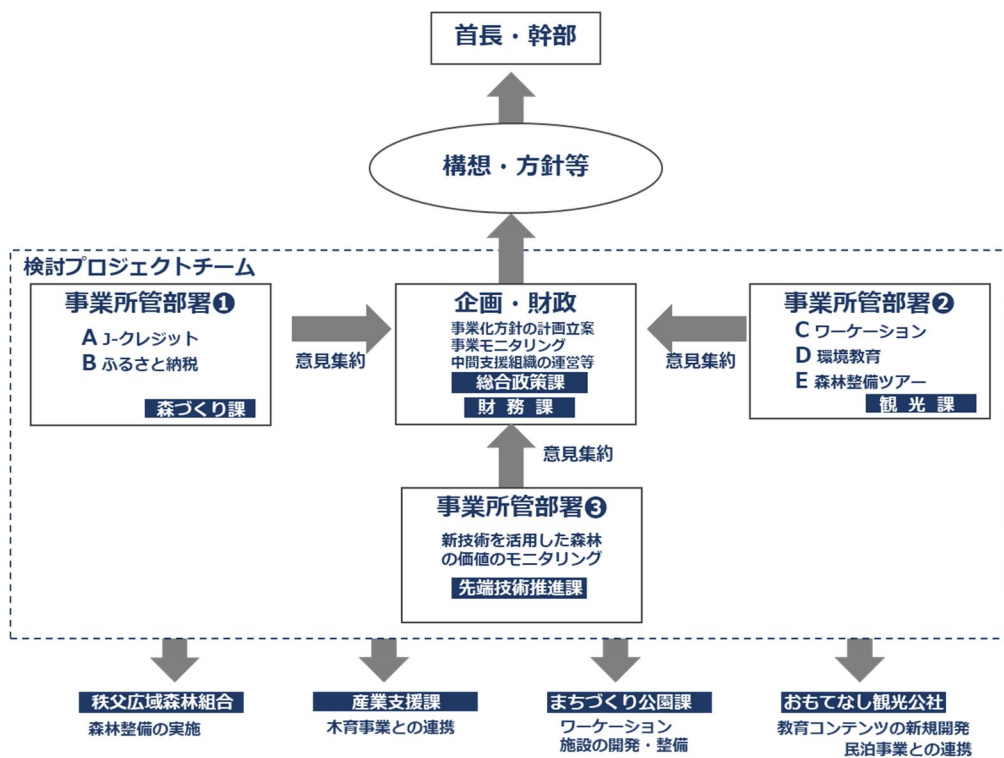 首長・幹部
構想・方針等
検討プロジェクトチーム
事業所管部署❶
A J-クレジット
B ふるさと納税
森づくり課
意見集約
企画・財政
事業化方針の計画立案
事業モニタリング
中間支援組織の運営等
総合政策課
財 務 課
意見集約
事業所管部署❷
C ワーケーション
D 環境教育
E 森林整備ツアー
観 光 課
意見集約
事業所管部署❸
新技術を活用した森林
の価値のモニタリング
先端技術推進課
秩父広域森林組合
森林整備の実施
産業支援課
木育事業との連携
まちづくり公園課
ワーケーション
施設の開発・整備
おもてなし観光公社
教育コンテンツの新規開発
民泊事業との連携